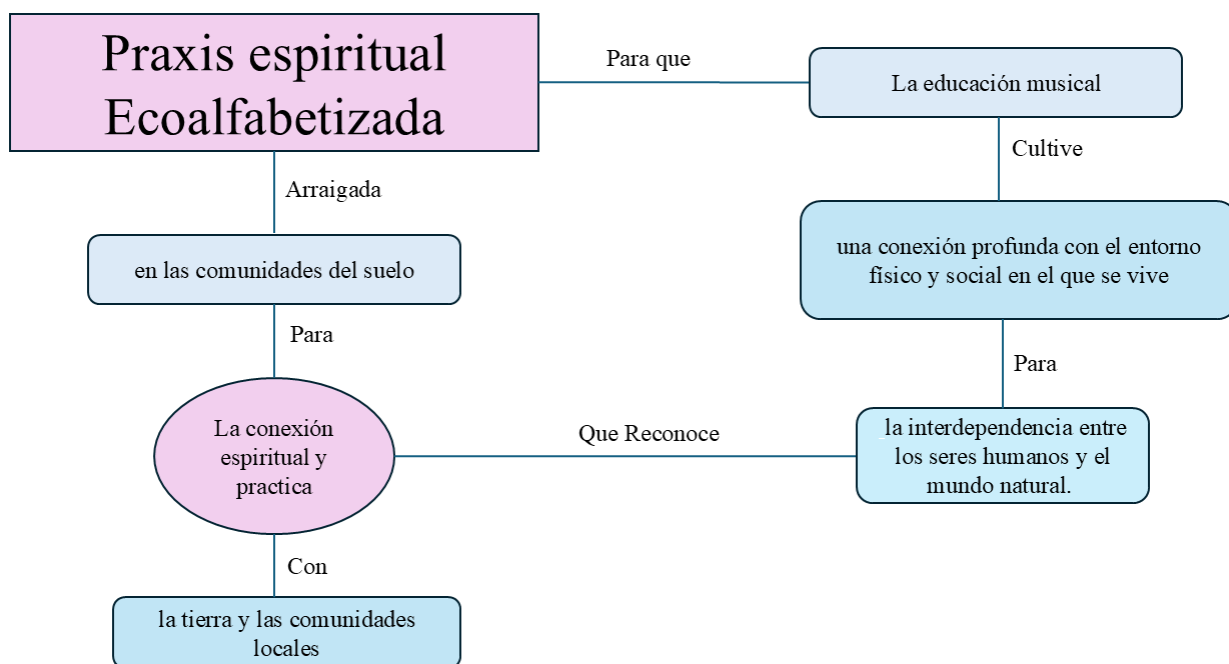 Praxis espiritual
Ecoalfabetizada
Para que
La educación musical
Cultive
Arraigada
una conexión profunda con el entorno
físico y social en el que se vive
en las comunidades del suelo
Para
Para
La conexión
espiritual y
practica
Que Reconoce
la interdependencia entre
los seres humanos y el
mundo natural.
Con
la tierra y las comunidades
locales